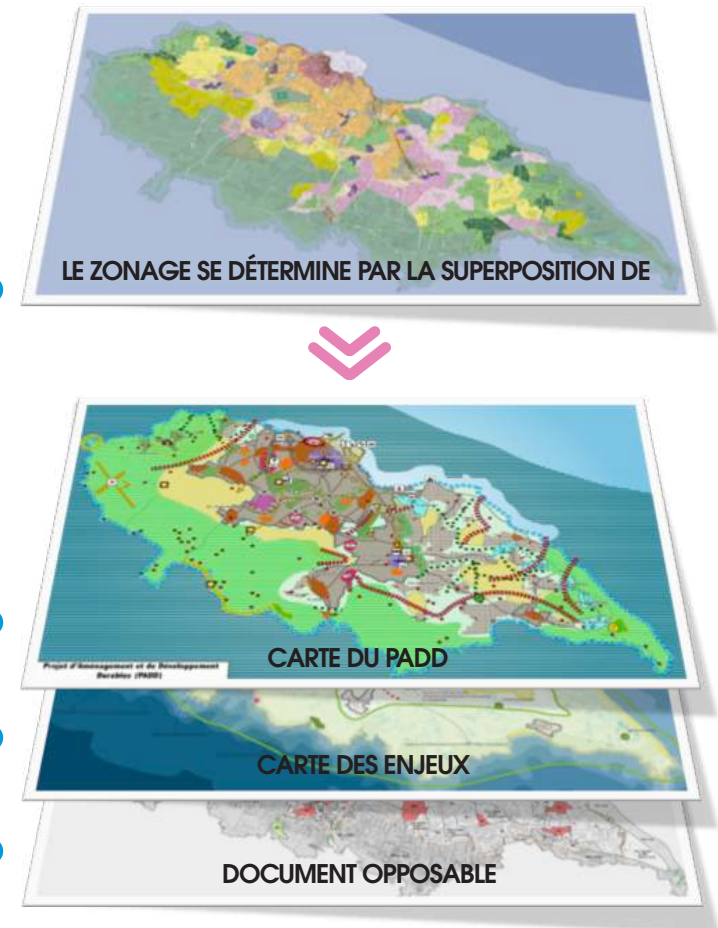 LE ZONAGE SE DÉTERMINE PAR LA SUPERPOSITION DE
CARTE DU PADD
Projet d'Aménagement et de Développement
Durables (PADD)
CARTE DES ENJEUX
DOCUMENT OPPOSABLE